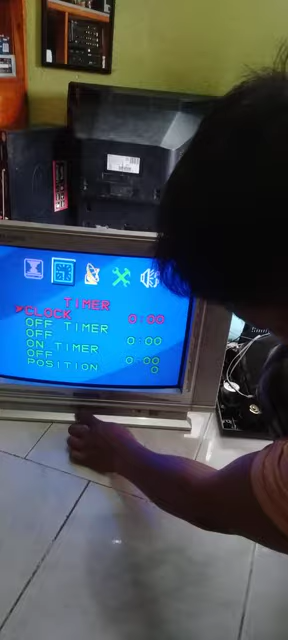 TIMER
CLOCK 0:00
OFF TIMER
OFF 0:00
ON TIMER
OFF 0:00
POSITION 0